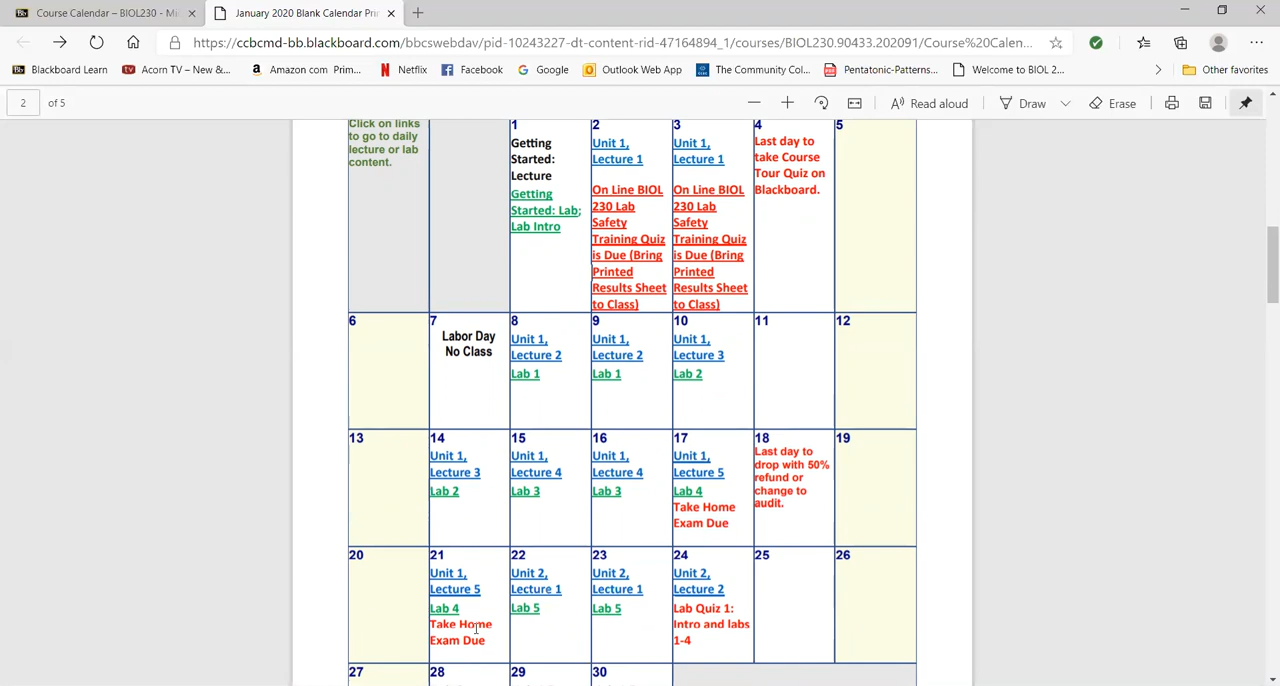 Course Calendar – BIOL230 - Mi
January 2020 Blank Calendar Pri
https://ccbcmd-bb.blackboard.com/bbcswebdav/pid-10243227-dt-content-rid-47164894_1/courses/BIOL230.90433.202091/Course%20Calen...
Blackboard Learn
Acorn TV – New &...
Amazon com Prim...
Netflix
Facebook
Google
Outlook Web App
The Community Col...
Pentatonic-Patterns...
Welcome to BIOL 2...
Other favorites
2
of 5
Read aloud
Draw
Erase
Click on links
to go to daily
lecture or lab
content.
1
Getting
Started:
Lecture
Getting
Started: Lab;
Lab Intro
2
Unit 1,
Lecture 1
On Line BIOL
230 Lab
Safety
Training Quiz
is Due (Bring
Printed
Results Sheet
to Class)
3
Unit 1,
Lecture 1
On Line BIOL
230 Lab
Safety
Training Quiz
is Due (Bring
Printed
Results Sheet
to Class)
4
Last day to
take Course
Tour Quiz on
Blackboard.
5
6
7
Labor Day
No Class
8
Unit 1,
Lecture 2
Lab 1
9
Unit 1,
Lecture 2
Lab 1
10
Unit 1,
Lecture 3
Lab 2
11
12
13
14
Unit 1,
Lecture 3
Lab 2
15
Unit 1,
Lecture 4
Lab 3
16
Unit 1,
Lecture 4
Lab 3
17
Unit 1,
Lecture 5
Lab 4
Take Home
Exam Due
18
Last day to
drop with 50%
refund or
change to
audit.
19
20
21
Unit 1,
Lecture 5
Lab 4
Take Home
Exam Due
22
Unit 2,
Lecture 1
Lab 5
23
Unit 2,
Lecture 1
Lab 5
24
Unit 2,
Lecture 2
Lab Quiz 1:
Intro and labs
1-4
25
26
27
28
29
30